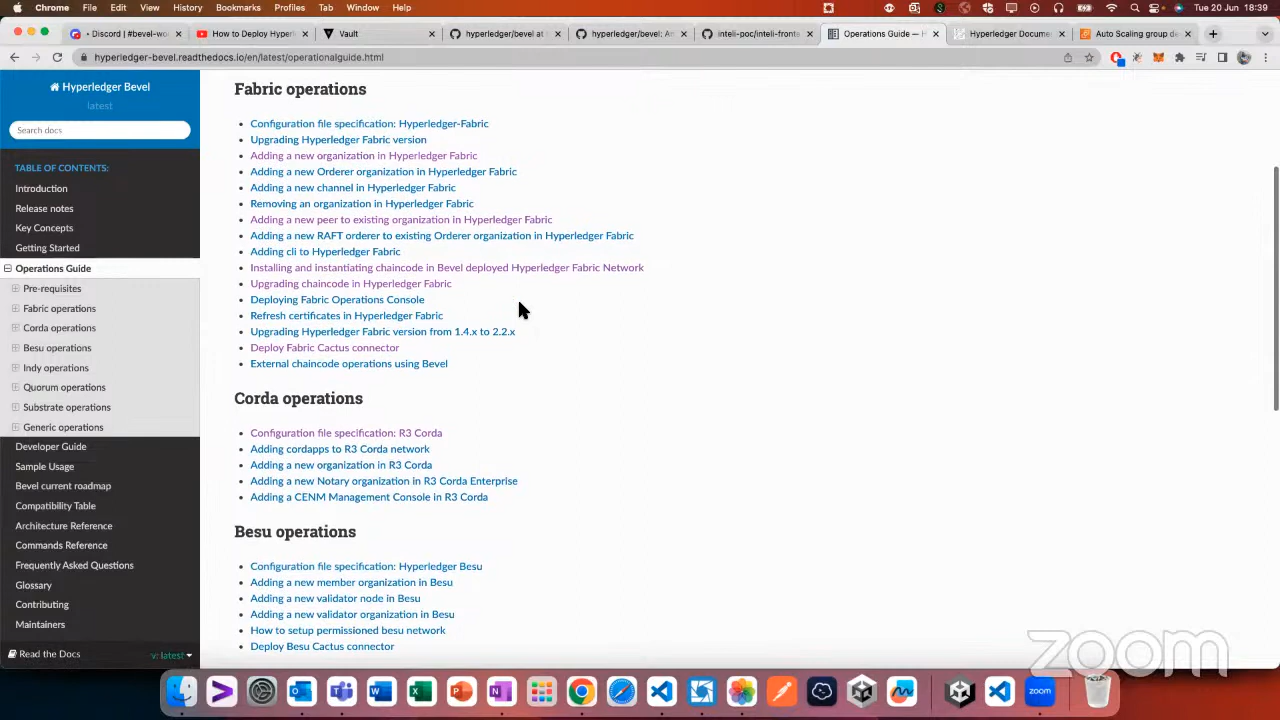 Chrome File Edit View History Bookmarks Profiles Tab Window Help Tue 20 Jun 18:39
Discord | #bevel-wo How To Deploy Hyperl Vault hyperledger/bevel at hyperledger/bevel: An inteli-poc/inteli-fronte Operations Guide — H Hyperledger Docume Auto Scaling group de
hyperledger-bevel.readthedocs.io/en/latest/operationalguide.html
Hyperledger Bevel
latest
Search docs
TABLE OF CONTENTS:
Introduction
Release notes
Key Concepts
Getting Started
Operations Guide
Pre-requisites
Fabric operations
Corda operations
Besu operations
Indy operations
Quorum operations
Substrate operations
Generic operations
Developer Guide
Sample Usage
Bevel current roadmap
Compatibility Table
Architecture Reference
Commands Reference
Frequently Asked Questions
Glossary
Contributing
Maintainers
Read the Docs v: latest
Fabric operations
Configuration file specification: Hyperledger-Fabric
Upgrading Hyperledger Fabric version
Adding a new organization in Hyperledger Fabric
Adding a new Orderer organization in Hyperledger Fabric
Adding a new channel in Hyperledger Fabric
Removing an organization in Hyperledger Fabric
Adding a new peer to existing organization in Hyperledger Fabric
Adding a new RAFT orderer to existing Orderer organization in Hyperledger Fabric
Adding cli to Hyperledger Fabric
Installing and instantiating chaincode in Bevel deployed Hyperledger Fabric Network
Upgrading chaincode in Hyperledger Fabric
Deploying Fabric Operations Console
Refresh certificates in Hyperledger Fabric
Upgrading Hyperledger Fabric version from 1.4.x to 2.2.x
Deploy Fabric Cactus connector
External chaincode operations using Bevel
Corda operations
Configuration file specification: R3 Corda
Adding cordapps to R3 Corda network
Adding a new organization in R3 Corda
Adding a new Notary organization in R3 Corda Enterprise
Adding a CENM Management Console in R3 Corda
Besu operations
Configuration file specification: Hyperledger Besu
Adding a new member organization in Besu
Adding a new validator node in Besu
Adding a new validator organization in Besu
How to setup permissioned besu network
Deploy Besu Cactus connector
zoom
zoom